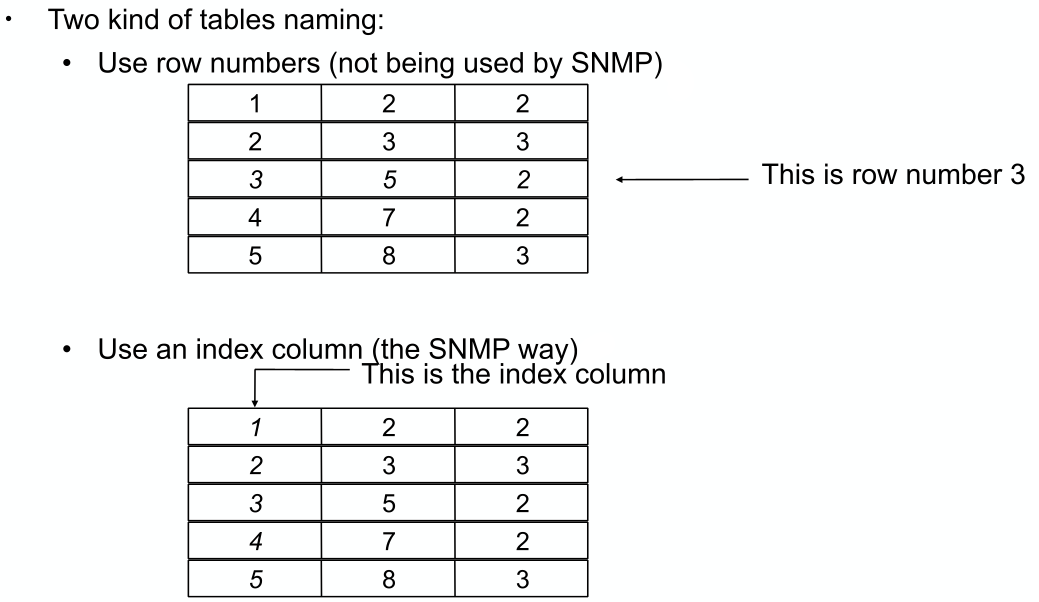 • Two kind of tables naming:
• Use row numbers (not being used by SNMP)
1 2 2
2 3 3
3 5 2 This is row number 3
4 7 2
5 8 3
• Use an index column (the SNMP way)
This is the index column
1 2 2
2 3 3
3 5 2
4 7 2
5 8 3